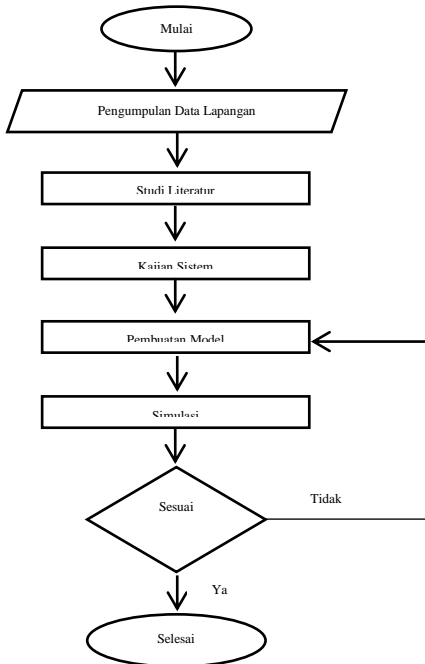 Mulai
Pengumpulan Data Lapangan
Studi Literatur
Kajian Sistem
Pembuatan Model
Simulasi
Sesuai
Tidak
Ya
Selesai